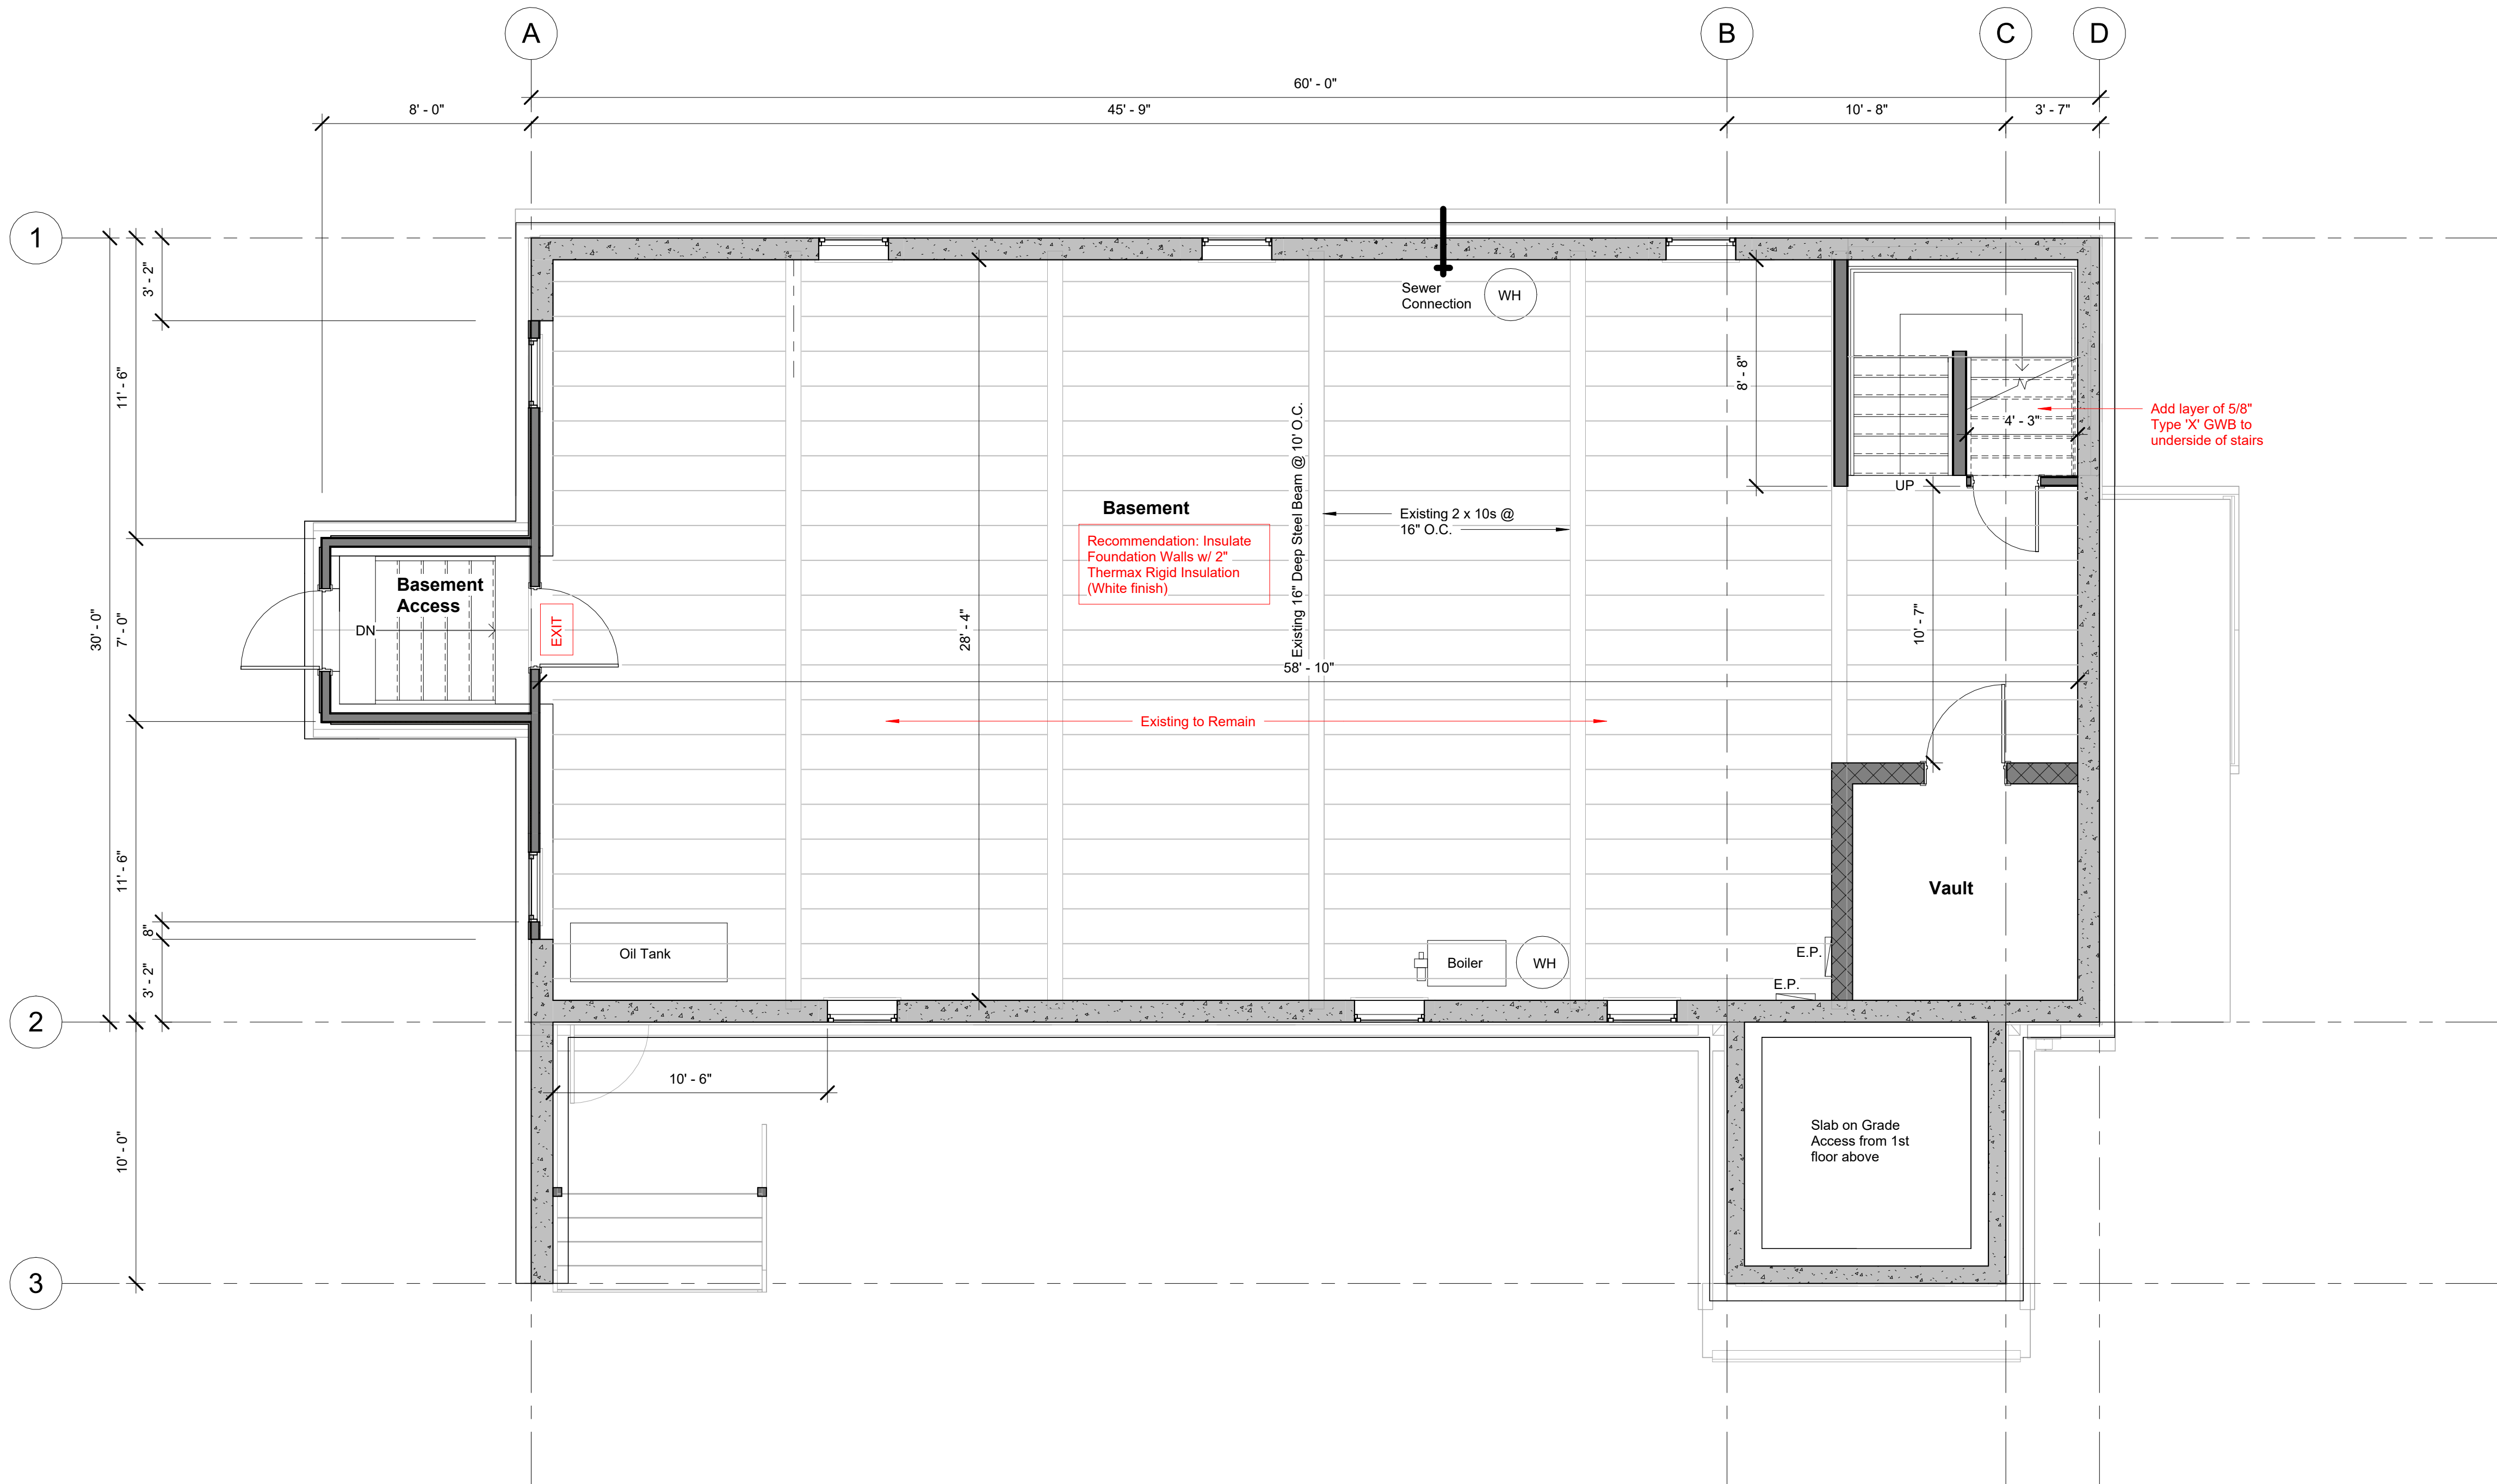 A
B
C
D
60' - 0"
8' - 0"
45' - 9"
10' - 8"
3' - 7"
1
3' - 2"
Sewer
Connection
WH
8' - 8"
11' - 6"
Add layer of 5/8"
Type 'X' GWB to
underside of stairs
4' - 3"
UP
Basement
Existing 2 x 10s @
16" O.C.
Existing 16" Deep Steel Beam @ 10' O.C.
Recommendation: Insulate
Foundation Walls w/ 2"
Thermax Rigid Insulation
(White finish)
Basement
Access
DN
EXIT
30' - 0"
7' - 0"
28' - 4"
10' - 7"
58' - 10"
Existing to Remain
11' - 6"
Vault
8"
Oil Tank
Boiler
WH
E.P.
E.P.
3' - 2"
2
10' - 6"
10' - 0"
Slab on Grade
Access from 1st
floor above
3